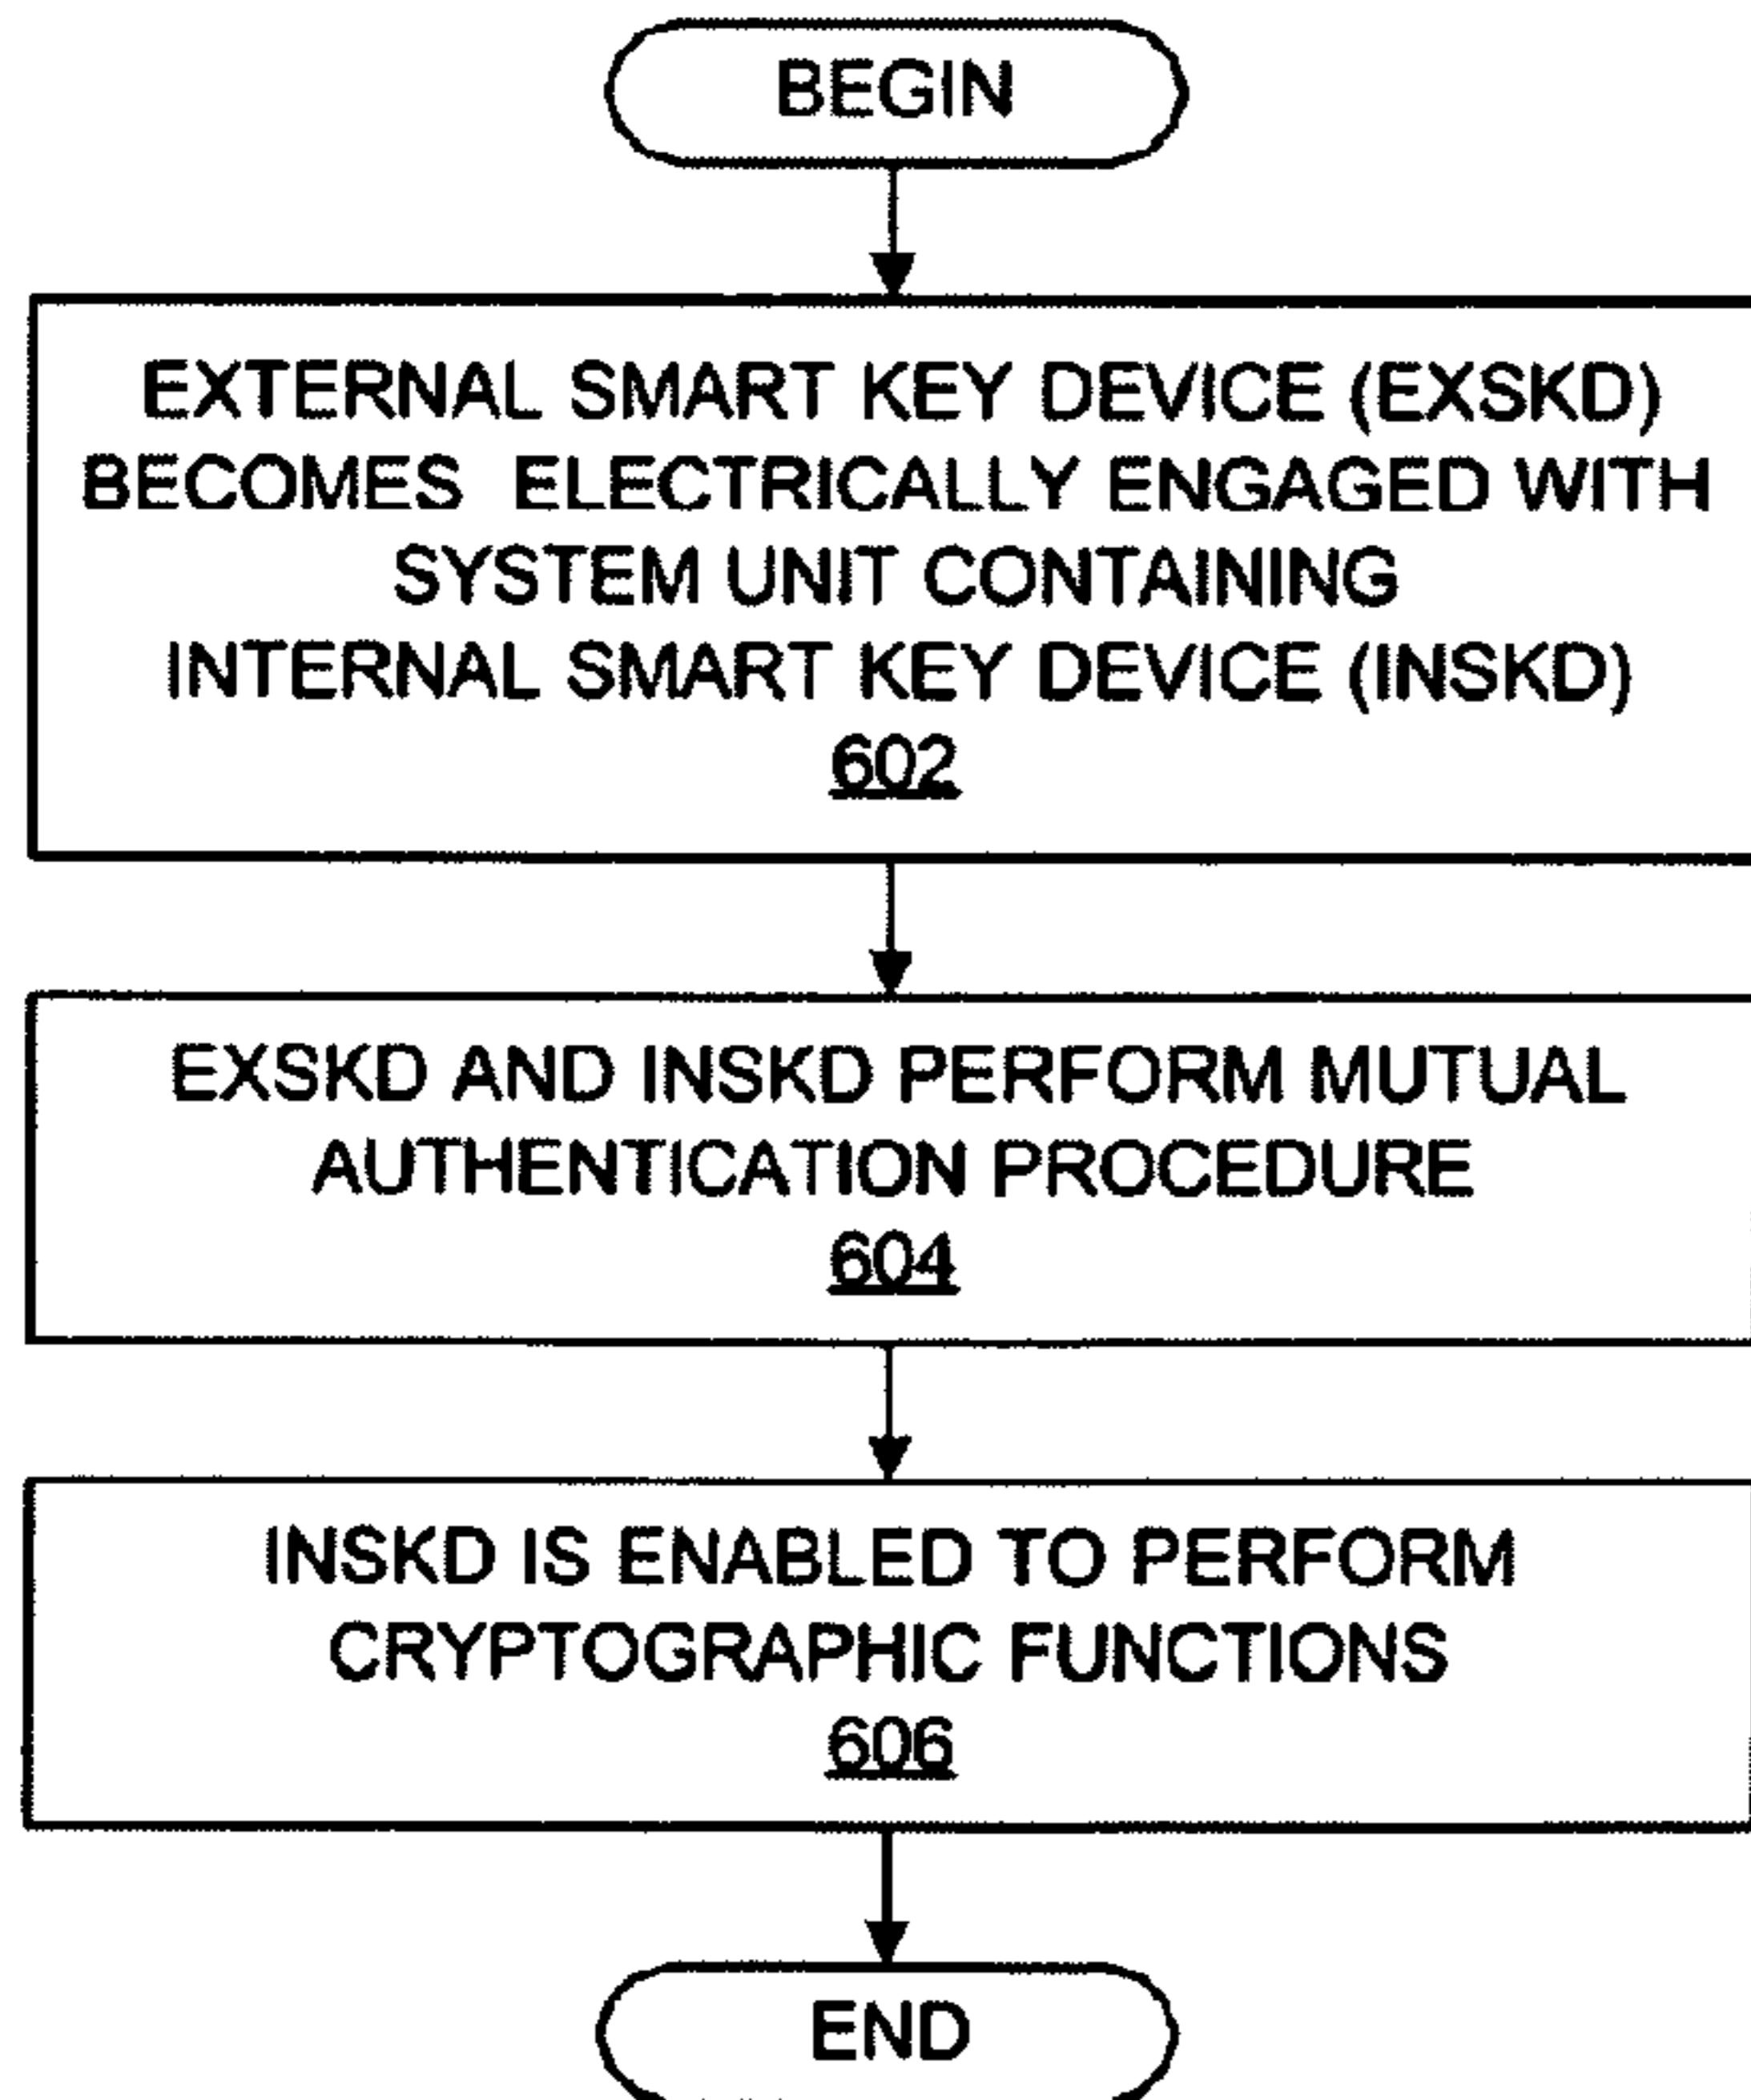 BEGIN
EXTERNAL SMART KEY DEVICE (EXSKD)
BECOMES ELECTRICALLY ENGAGED WITH
SYSTEM UNIT CONTAINING
INTERNAL SMART KEY DEVICE (INSKD)
602
EXSKD AND INSKD PERFORM MUTUAL
AUTHENTICATION PROCEDURE
604
INSKD IS ENABLED TO PERFORM
CRYPTOGRAPHIC FUNCTIONS
606
END